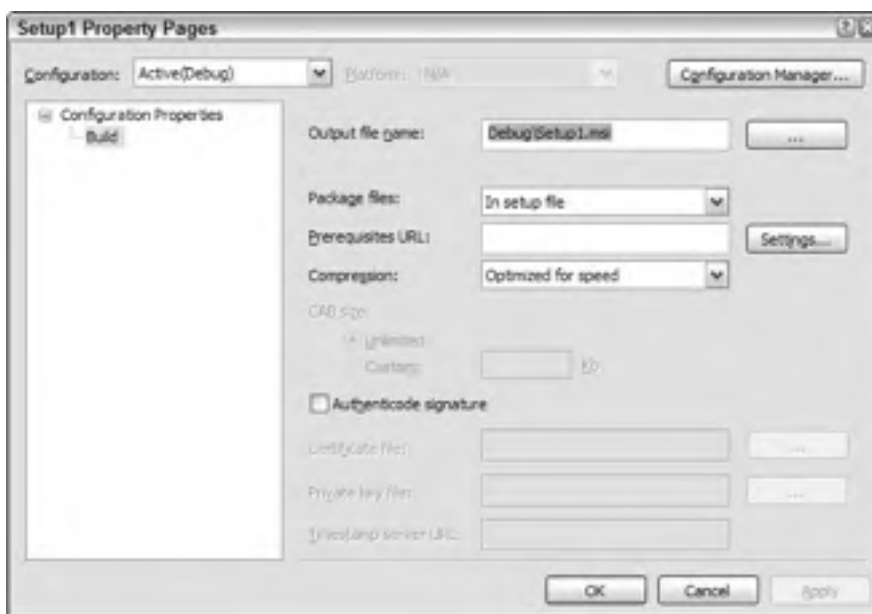 Setup1 Property Pages
Configuration: Active(Debug) Platform: N/A Configuration Manager...
Configuration Properties
Build
Output file name: Debug\Setup1.msi ...
Package files: In setup file
Prerequisites URL: Settings...
Compression: Optimized for speed
CAB size:
Unlimited
Custom: Kb
Authenticode signature
Certificate file: ...
Private key file: ...
Timestamp server URL:
OK Cancel Apply